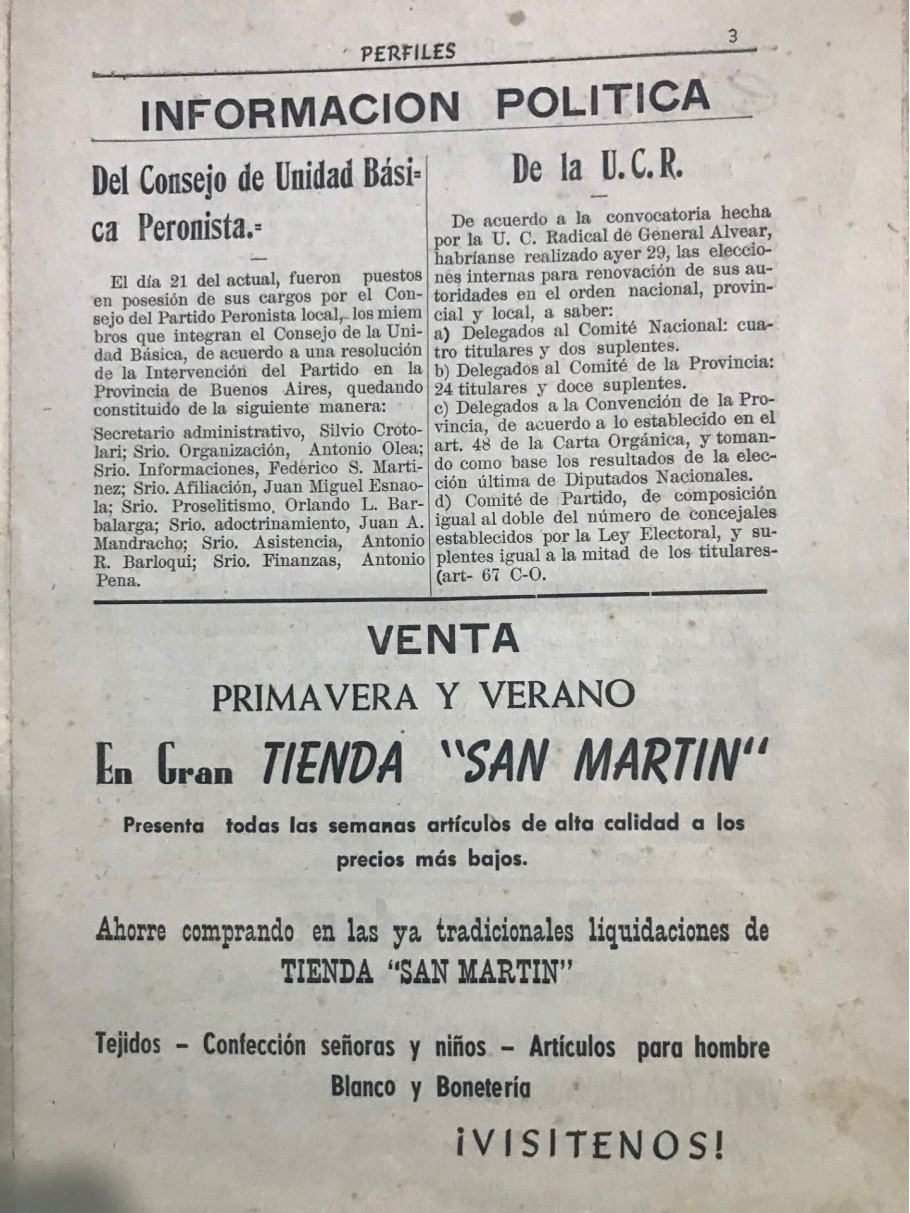 PERFILES
3
INFORMACION POLITICA
Del Consejo de Unidad Bási=
ca Peronista.=
El día 21 del actual, fueron puestos
en posesión de sus cargos por el Con-
sejo del Partido Peronista local, los miem
bros que integran el Consejo de la Uni-
dad Básica, de acuerdo a una resolución
de la Intervención del Partido en la
Provincia de Buenos Aires, quedando
constituido de la siguiente manera:
Secretario administrativo, Silvio Croto-
lari; Srio. Organización, Antonio Olea;
Srio. Informaciones, Federico S. Marti-
nez; Srio. Afiliación, Juan Miguel Esnao-
la; Srio. Proselitismo, Orlando L. Bar-
balarga; Srio. adoctrinamiento, Juan A.
Mandracho; Srio. Asistencia, Antonio
R. Barloqui; Srio. Finanzas, Antonio
Pena.
De la U.C.R.
De acuerdo a la convocatoria hecha
por la U. C. Radical de General Alvear,
habríanse realizado ayer 29, las eleccio-
nes internas para renovación de sus au-
toridades en el orden nacional, provin-
cial y local, a saber:
a) Delegados al Comité Nacional: cua-
tro titulares y dos suplentes.
b) Delegados al Comité de la Provincia:
24 titulares y doce suplentes.
c) Delegados a la Convención de la Pro-
vincia, de acuerdo a lo establecido en el
art. 48 de la Carta Orgánica, y toman-
do como base los resultados de la elec-
ción última de Diputados Nacionales.
d) Comité de Partido, de composición
igual al doble del número de concejales
establecidos por la Ley Electoral, y su-
plentes igual a la mitad de los titulares-
(art- 67 C-O.
VENTA
PRIMAVERA Y VERANO
En Gran TIENDA "SAN MARTIN"
Presenta todas las semanas artículos de alta calidad a los
precios más bajos.
Ahorre comprando en las ya tradicionales liquidaciones de
TIENDA "SAN MARTIN"
Tejidos – Confección señoras y niños – Artículos para hombre
Blanco y Bonetería
¡VISITENOS!